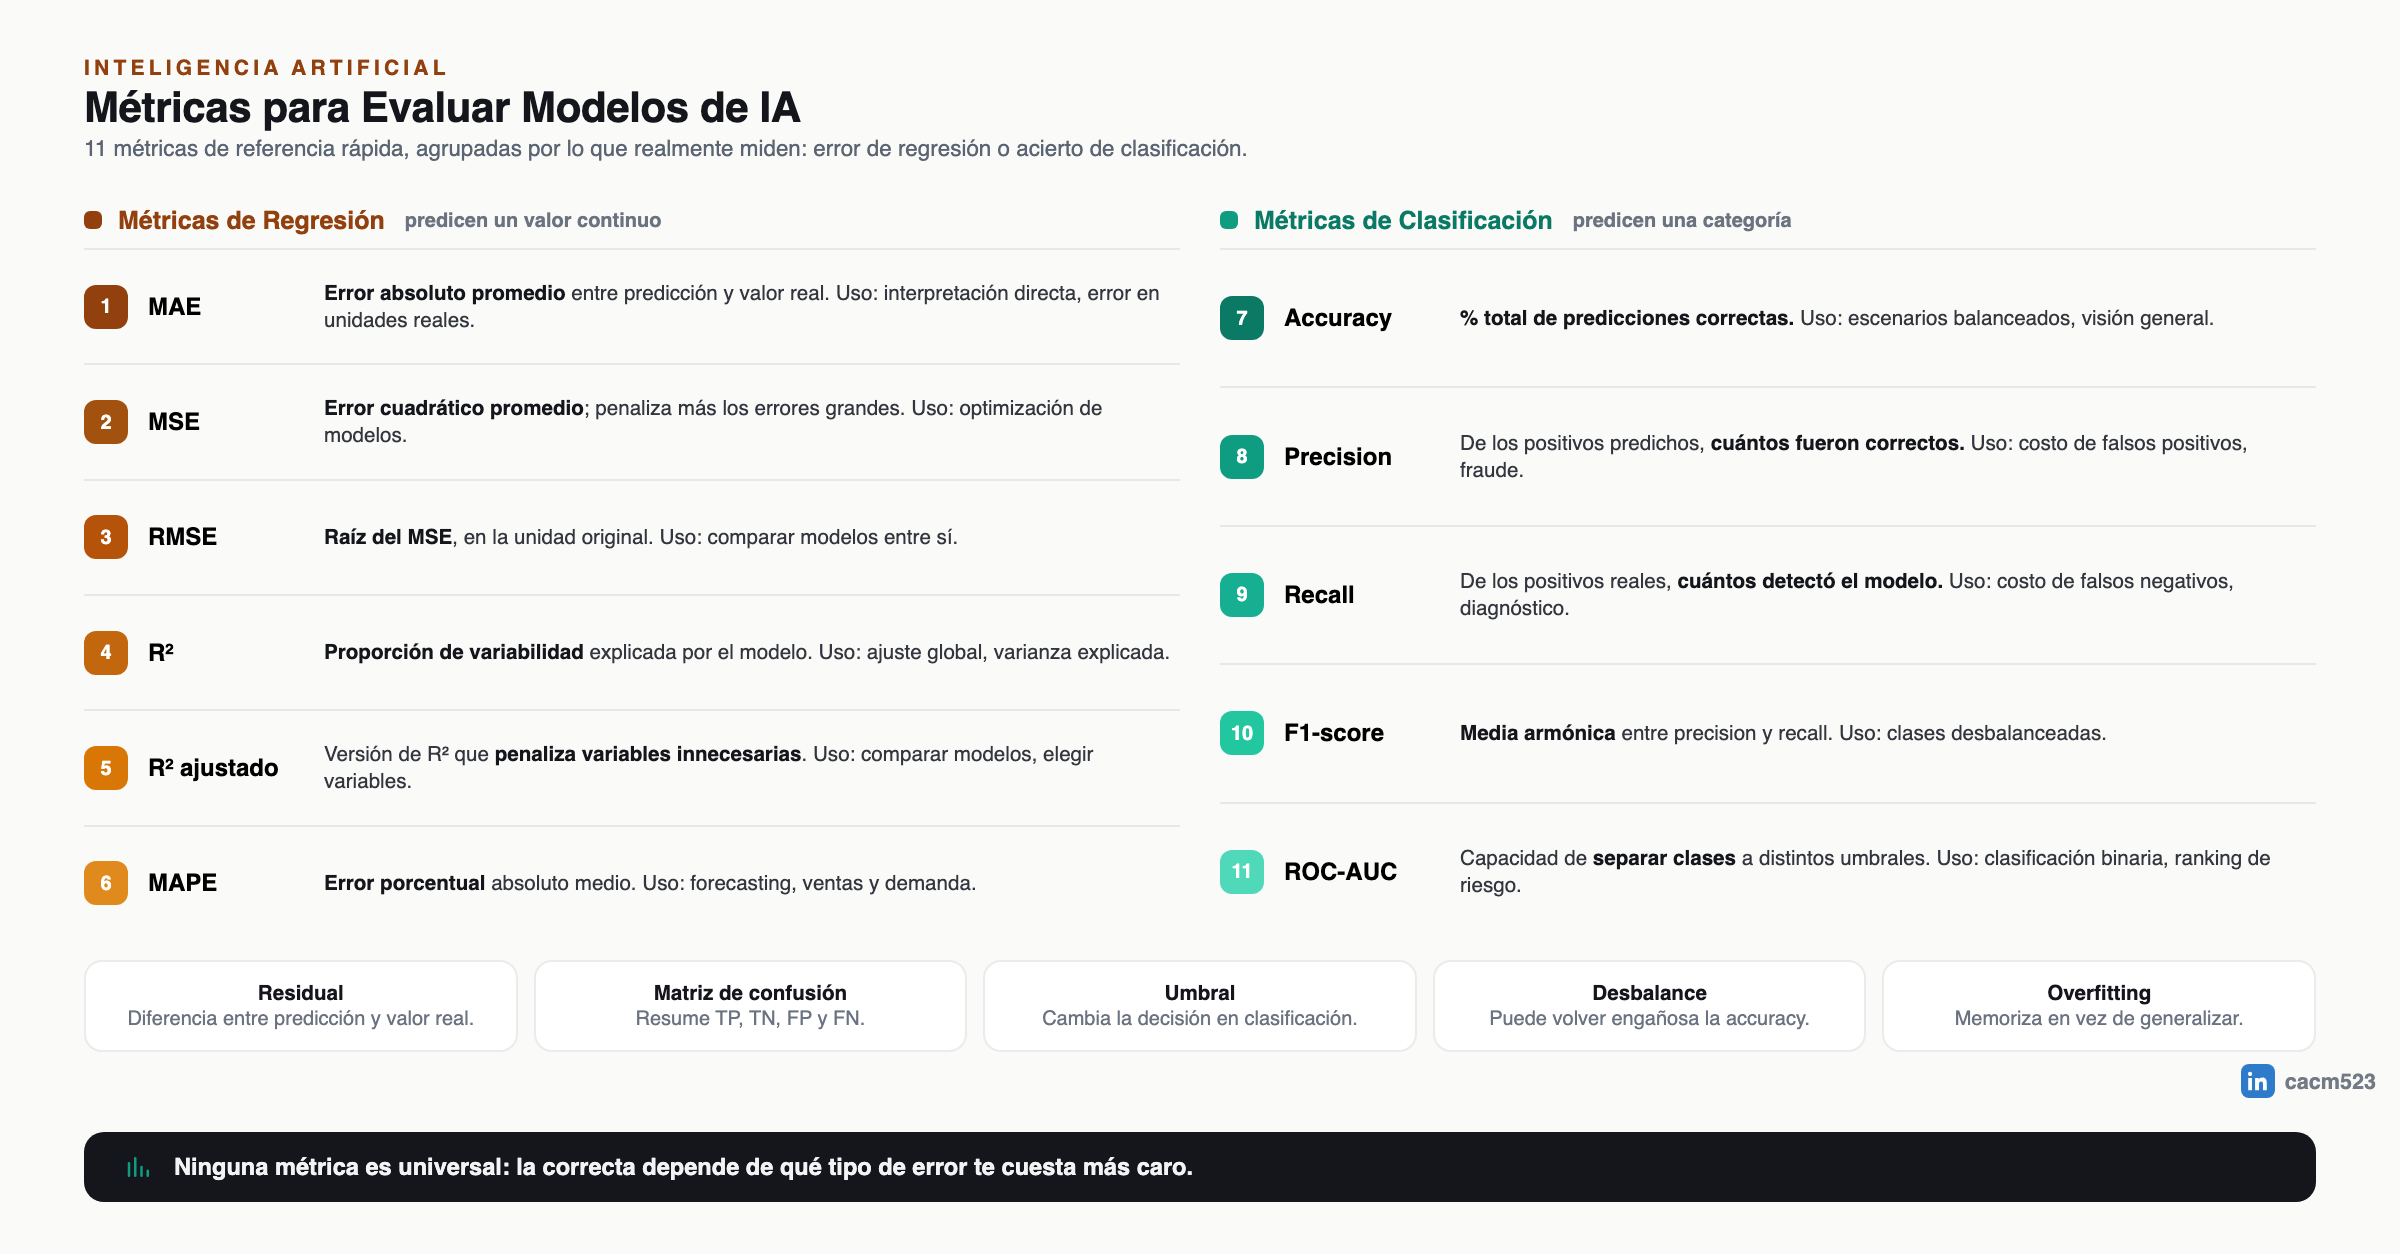 INTELIGENCIA ARTIFICIAL
Métricas para Evaluar Modelos de IA
11 métricas de referencia rápida, agrupadas por lo que realmente miden: error de regresión o acierto de clasificación.
Métricas de Regresión predicen un valor continuo
1 MAE
Error absoluto promedio entre predicción y valor real. Uso: interpretación directa, error en
unidades reales.
2 MSE
Error cuadrático promedio; penaliza más los errores grandes. Uso: optimización de
modelos.
3 RMSE
Raíz del MSE, en la unidad original. Uso: comparar modelos entre sí.
4 R²
Proporción de variabilidad explicada por el modelo. Uso: ajuste global, varianza explicada.
5 R² ajustado
Versión de R² que penaliza variables innecesarias. Uso: comparar modelos, elegir
variables.
6 MAPE
Error porcentual absoluto medio. Uso: forecasting, ventas y demanda.
Métricas de Clasificación predicen una categoría
7 Accuracy
% total de predicciones correctas. Uso: escenarios balanceados, visión general.
8 Precision
De los positivos predichos, cuántos fueron correctos. Uso: costo de falsos positivos,
fraude.
9 Recall
De los positivos reales, cuántos detectó el modelo. Uso: costo de falsos negativos,
diagnóstico.
10 F1-score
Media armónica entre precision y recall. Uso: clases desbalanceadas.
11 ROC-AUC
Capacidad de separar clases a distintos umbrales. Uso: clasificación binaria, ranking de
riesgo.
Residual
Diferencia entre predicción y valor real.
Matriz de confusión
Resume TP, TN, FP y FN.
Umbral
Cambia la decisión en clasificación.
Desbalance
Puede volver engañosa la accuracy.
Overfitting
Memoriza en vez de generalizar.
in cacm523
Ninguna métrica es universal: la correcta depende de qué tipo de error te cuesta más caro.